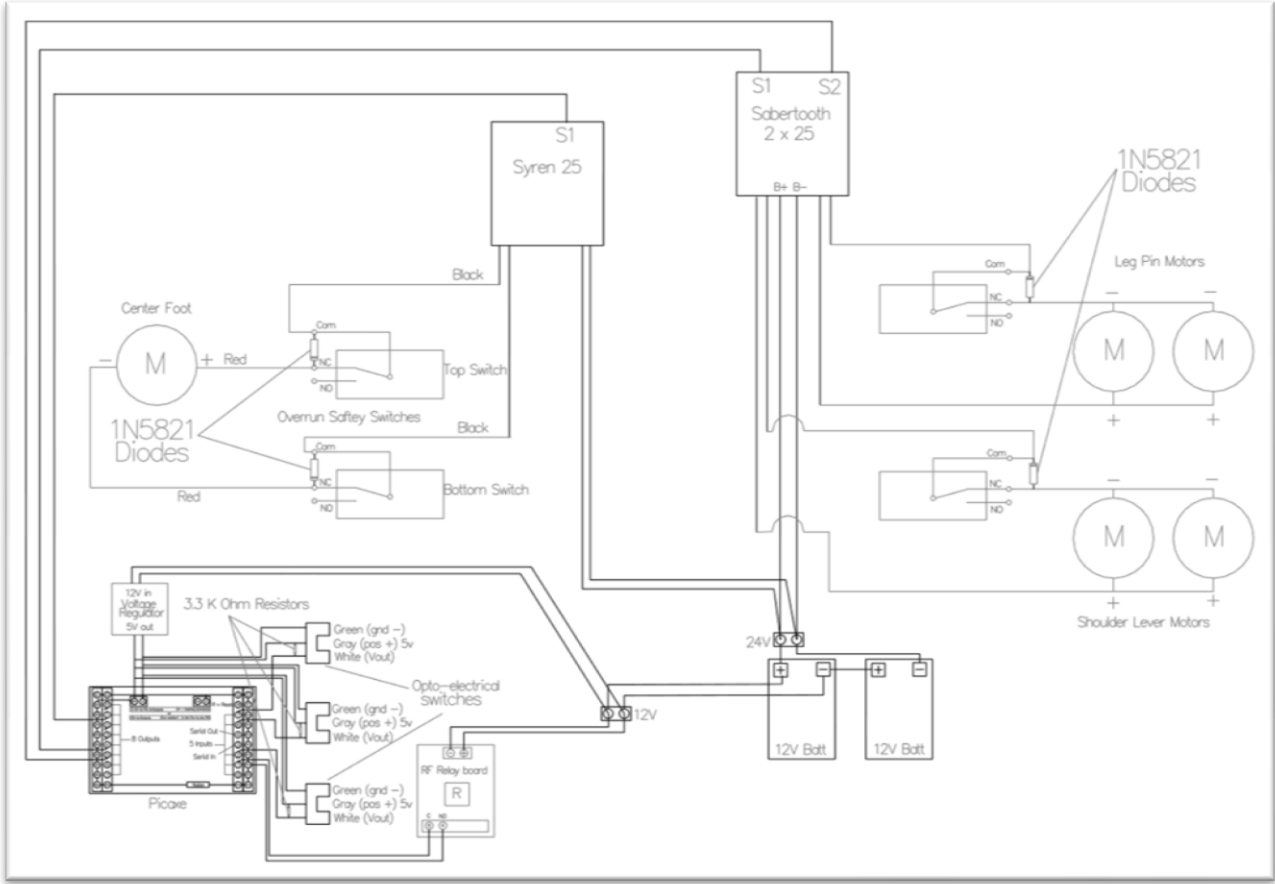 S1 S2
Sabertooth
2 x 25
B+ B-
S1
Syren 25
1N5821
Diodes
Black
Com
NC
NO
Leg Pin Motors
- -
M M
+ +
Center Foot
- M + Red
Com
NC
NO
Top Switch
Overrun Saftey Switches
1N5821
Diodes
Black
Com
NC
NO
Bottom Switch
Red
Com
NC
NO
- -
M M
+ +
Shoulder Lever Motors
12V in
Voltage
Regulator
5V out
3.3 K Ohm Resistors
Green (gnd -)
Gray (pos +) 5v
White (Vout)
Opto-electrical
switches
Green (gnd -)
Gray (pos +) 5v
White (Vout)
Green (gnd -)
Gray (pos +) 5v
White (Vout)
8 Outputs
Serial Out
5 Inputs
Serial In
Picaxe
12V
RF Relay board
R
C NO
24V
+ - + -
12V Batt 12V Batt